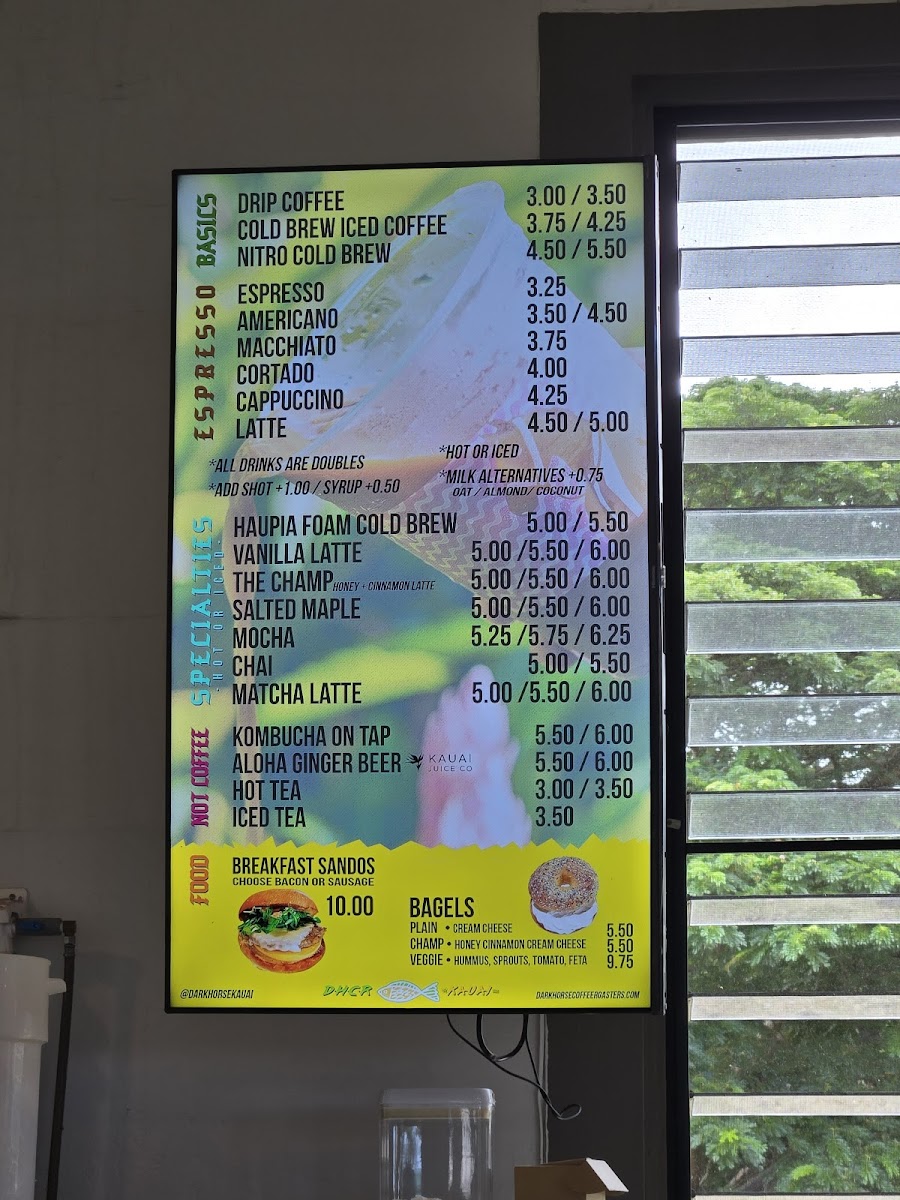 BASICS
DRIP COFFEE 3.00 / 3.50
COLD BREW ICED COFFEE 3.75 / 4.25
NITRO COLD BREW 4.50 / 5.50
ESPRESSO
ESPRESSO 3.25
AMERICANO 3.50 / 4.50
MACCHIATO 3.75
CORTADO 4.00
CAPPUCCINO 4.25
LATTE 4.50 / 5.00
*ALL DRINKS ARE DOUBLES
*ADD SHOT +1.00 / SYRUP +0.50
*HOT OR ICED
*MILK ALTERNATIVES +0.75
OAT / ALMOND / COCONUT
SPECIALTIES
- HOT OR ICED -
HAUPIA FOAM COLD BREW 5.00 / 5.50
VANILLA LATTE 5.00 /5.50 / 6.00
THE CHAMP HONEY + CINNAMON LATTE 5.00 /5.50 / 6.00
SALTED MAPLE 5.00 /5.50 / 6.00
MOCHA 5.25 /5.75 / 6.25
CHAI 5.00 / 5.50
MATCHA LATTE 5.00 /5.50 / 6.00
NOT COFFEE
KOMBUCHA ON TAP 5.50 / 6.00
ALOHA GINGER BEER KAUAI JUICE CO 5.50 / 6.00
HOT TEA 3.00 / 3.50
ICED TEA 3.50
FOOD
BREAKFAST SANDOS
CHOOSE BACON OR SAUSAGE
10.00
BAGELS
PLAIN • CREAM CHEESE 5.50
CHAMP • HONEY CINNAMON CREAM CHEESE 5.50
VEGGIE • HUMMUS, SPROUTS, TOMATO, FETA 9.75
@DARKHORSEKAUAI
DHCR -KAUAI-
DARKHORSECOFFEEROASTERS.COM